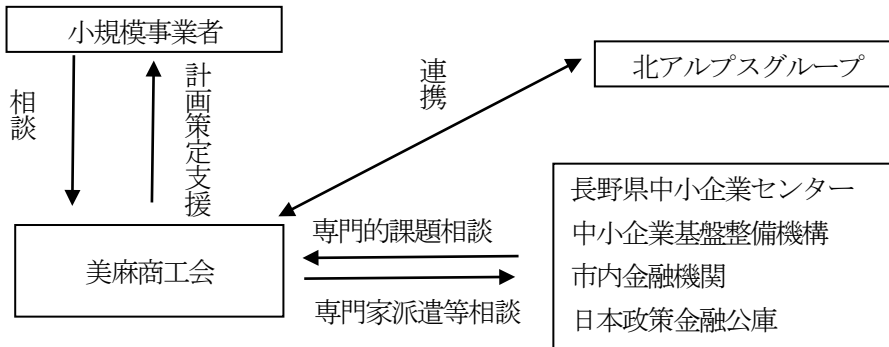 小規模事業者
北アルプスグループ
連携
計画策定支援
相談
長野県中小企業センター
中小企業基盤整備機構
市内金融機関
日本政策金融公庫
専門的課題相談
美麻商工会
専門家派遣等相談